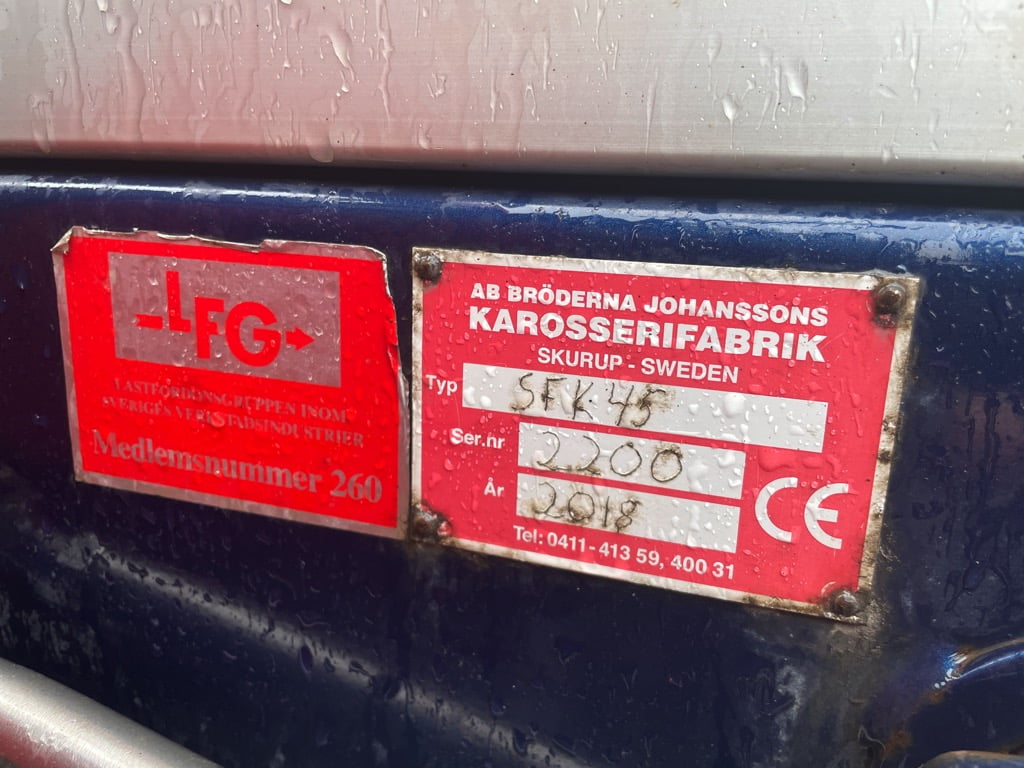 LFG
LASTFORDONSGRUPPEN INOM
SVERIGES VERKSTADSINDUSTRIER
Medlemsnummer 260
AB BRÖDERNA JOHANSSONS
KAROSSERIFABRIK
SKURUP - SWEDEN
Typ SFK 45
Ser.nr 2200
År 2018
CE
Tel: 0411-413 59, 400 31